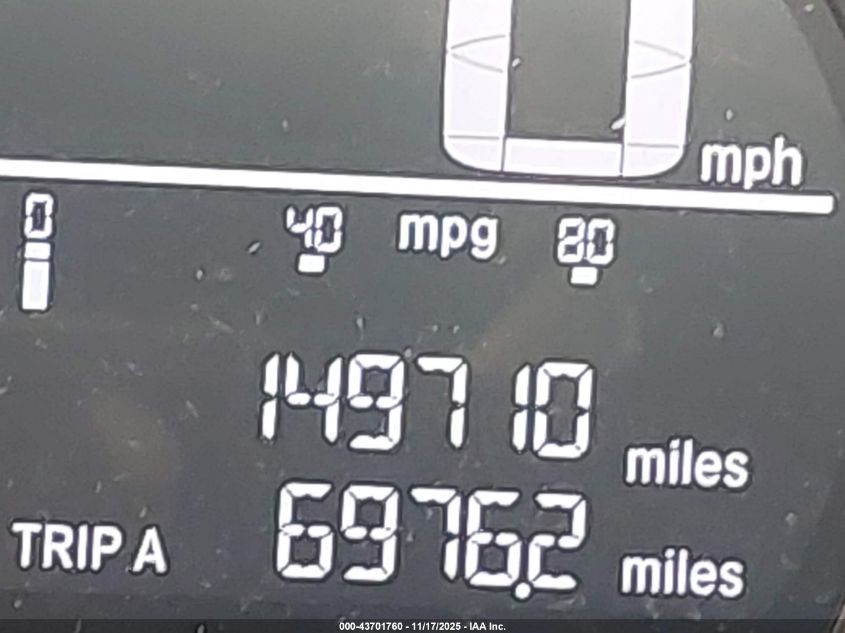 0 mph
0 40 mpg 80
149710 miles
TRIP A 6976.2 miles
000-43701760 - 11/17/2025 - IAA Inc.